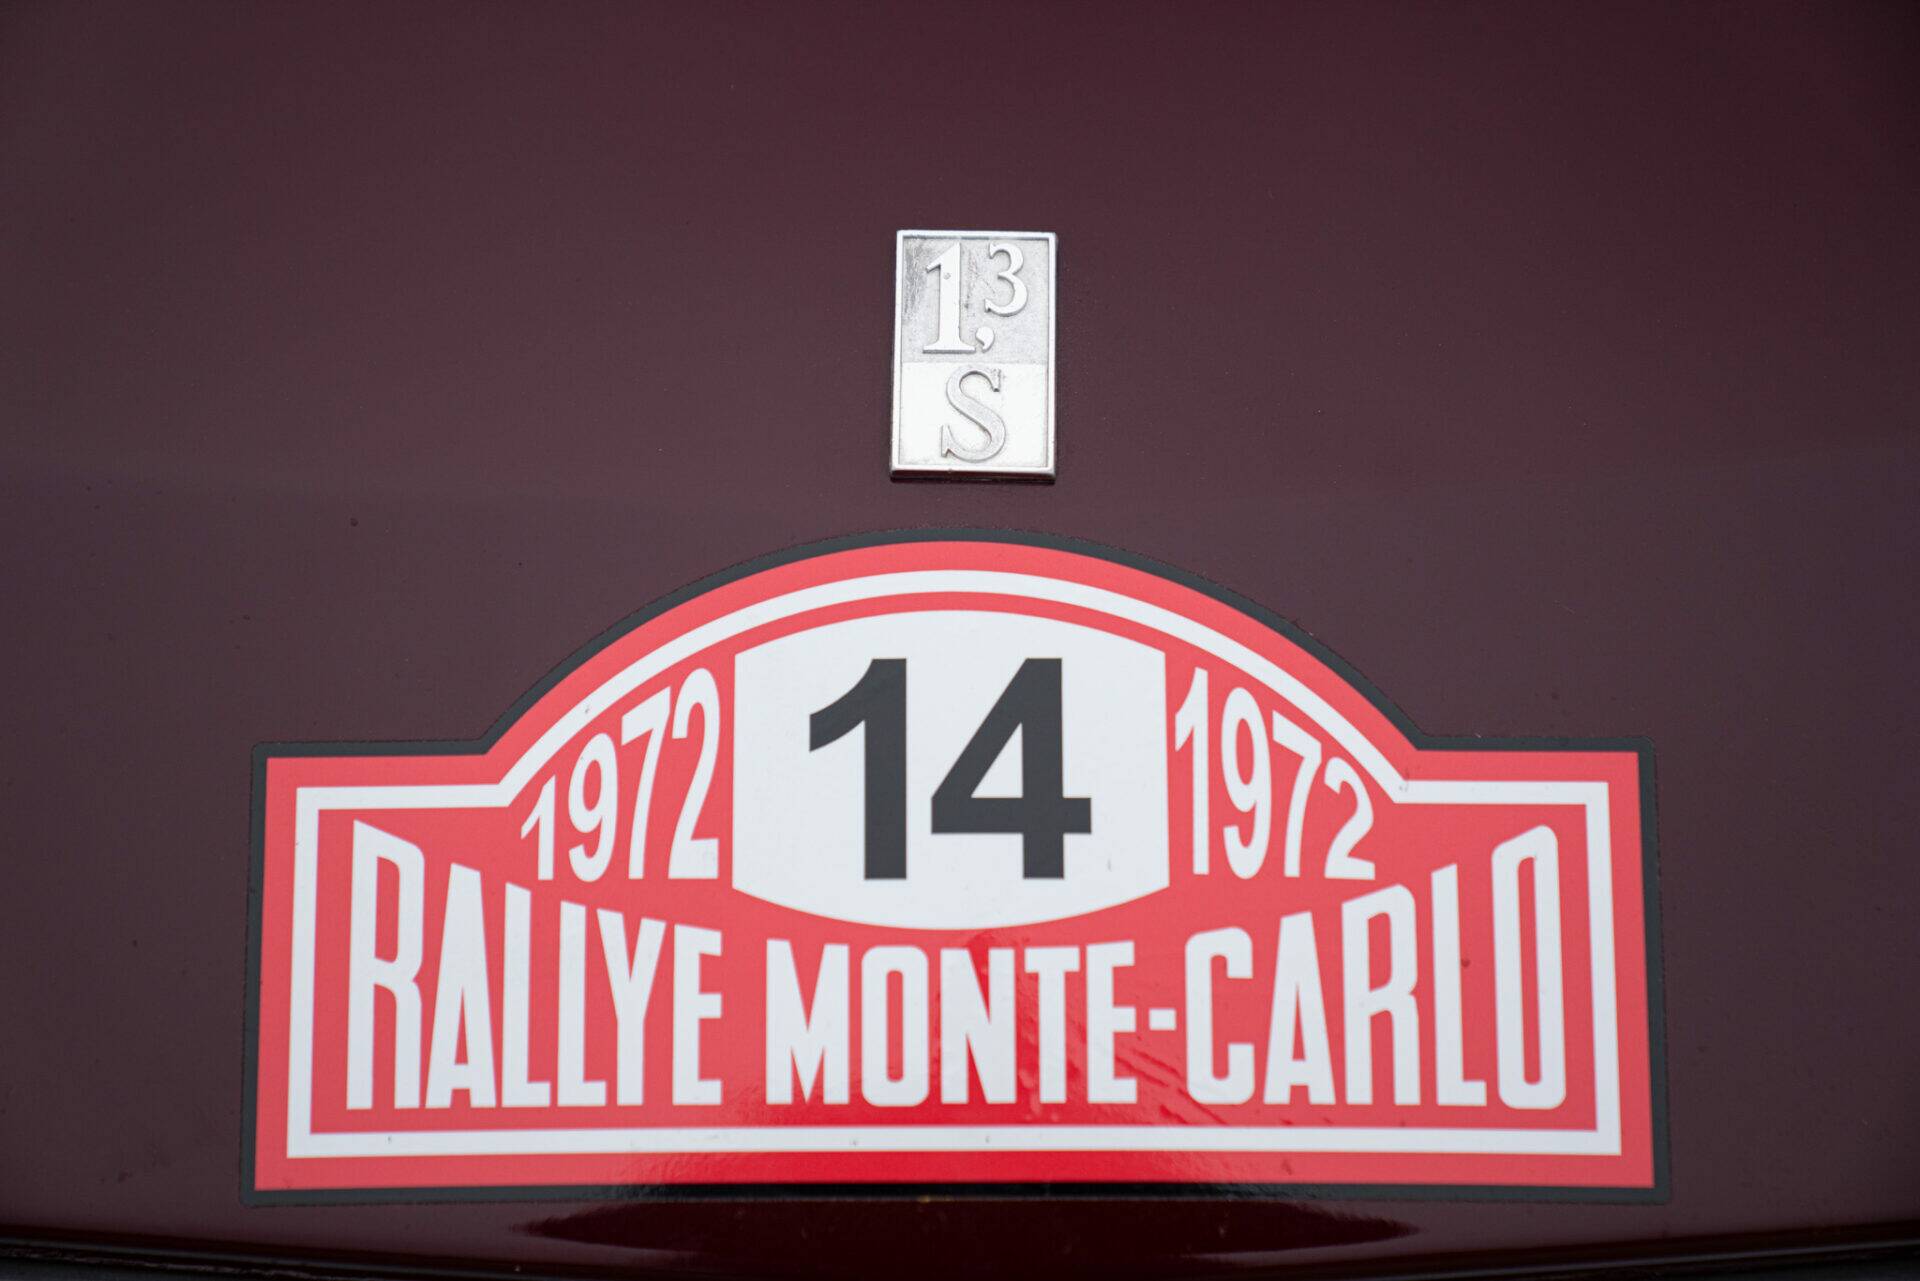 1,3
S
1972 14 1972
RALLYE MONTE-CARLO